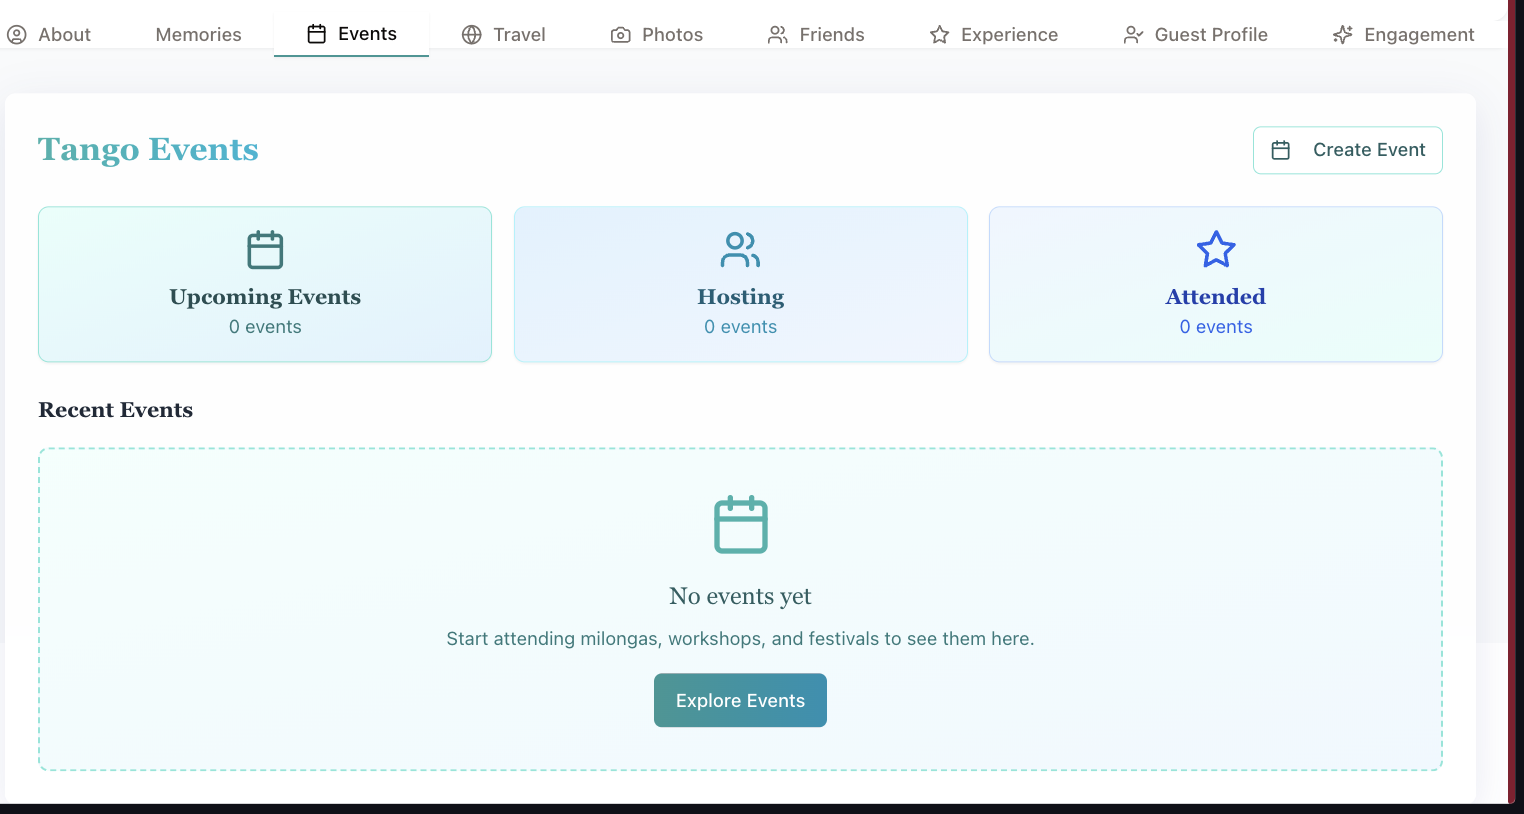 About Memories Events Travel Photos Friends Experience Guest Profile Engagement
Tango Events
Create Event
Upcoming Events
0 events
Hosting
0 events
Attended
0 events
Recent Events
No events yet
Start attending milongas, workshops, and festivals to see them here.
Explore Events